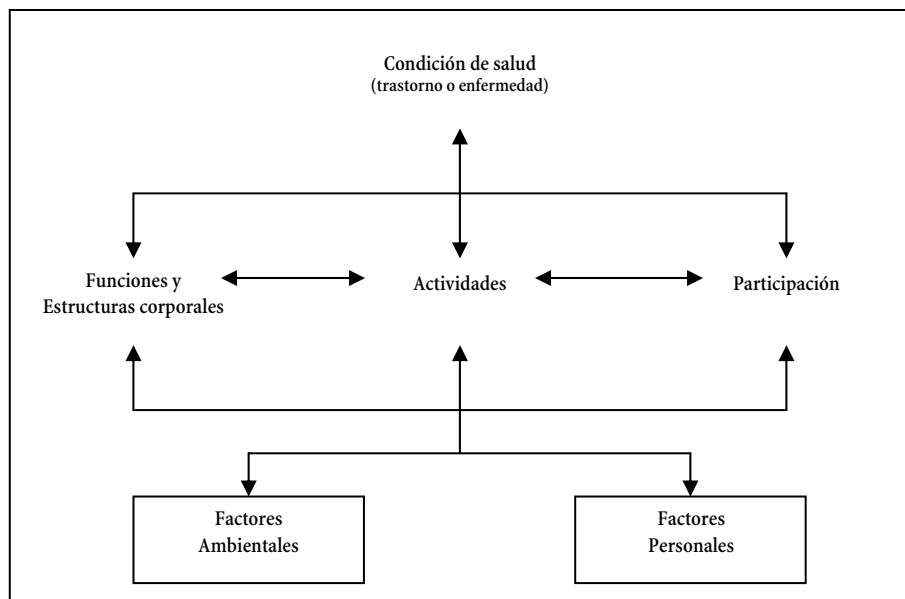 Condición de salud
(trastorno o enfermedad)
Funciones y
Estructuras corporales
Actividades
Participación
Factores
Ambientales
Factores
Personales